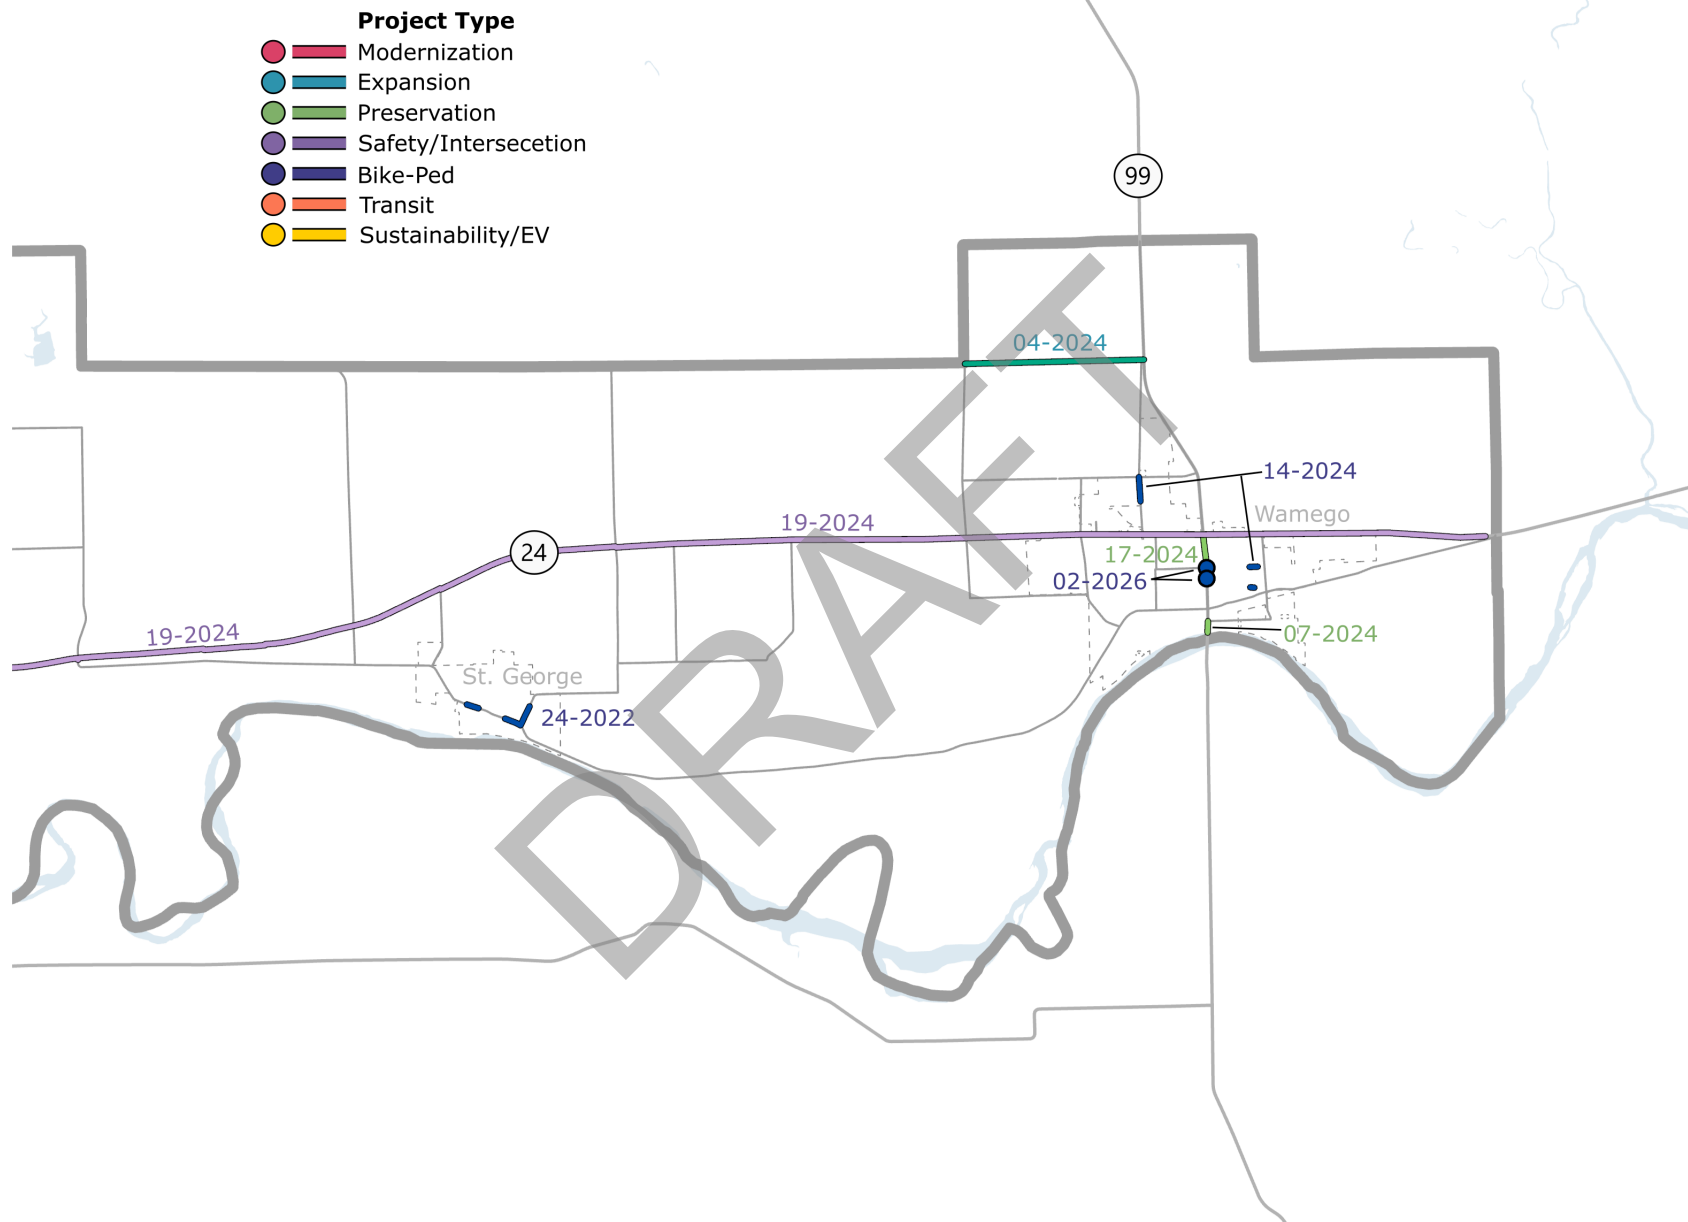 Project Type
Modernization
Expansion
Preservation
Safety/Intersecetion
Bike-Ped
Transit
Sustainability/EV
99
04-2024
14-2024
Wamego
19-2024
24
17-2024
02-2026
19-2024
07-2024
St. George
24-2022
DRAFT